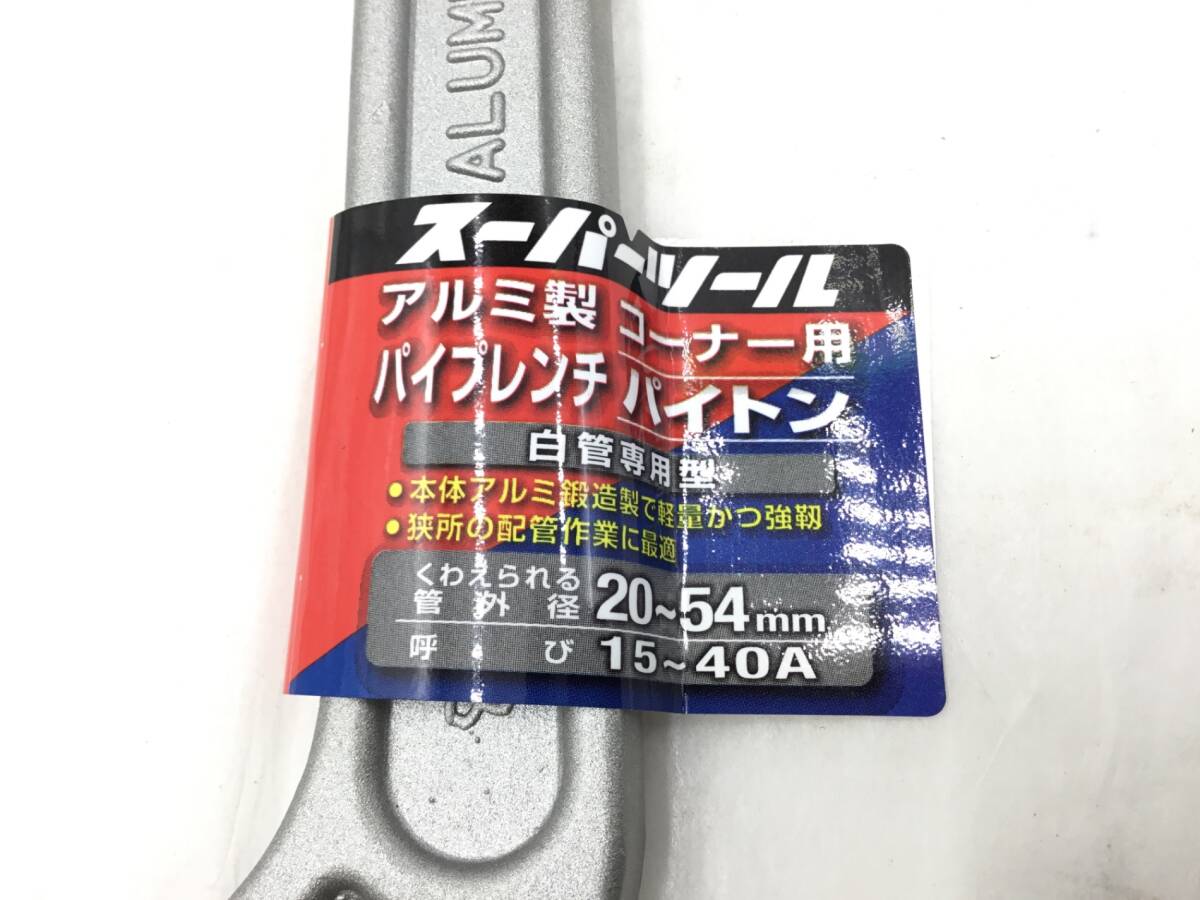 ALUM
スーパーツール
アルミ製
パイプレンチ
コーナー用
パイトン
白管専用型
●本体アルミ鍛造製で軽量かつ強靱
●狭所の配管作業に最適
くわえられる
管外径 20~54mm
呼び 15~40A